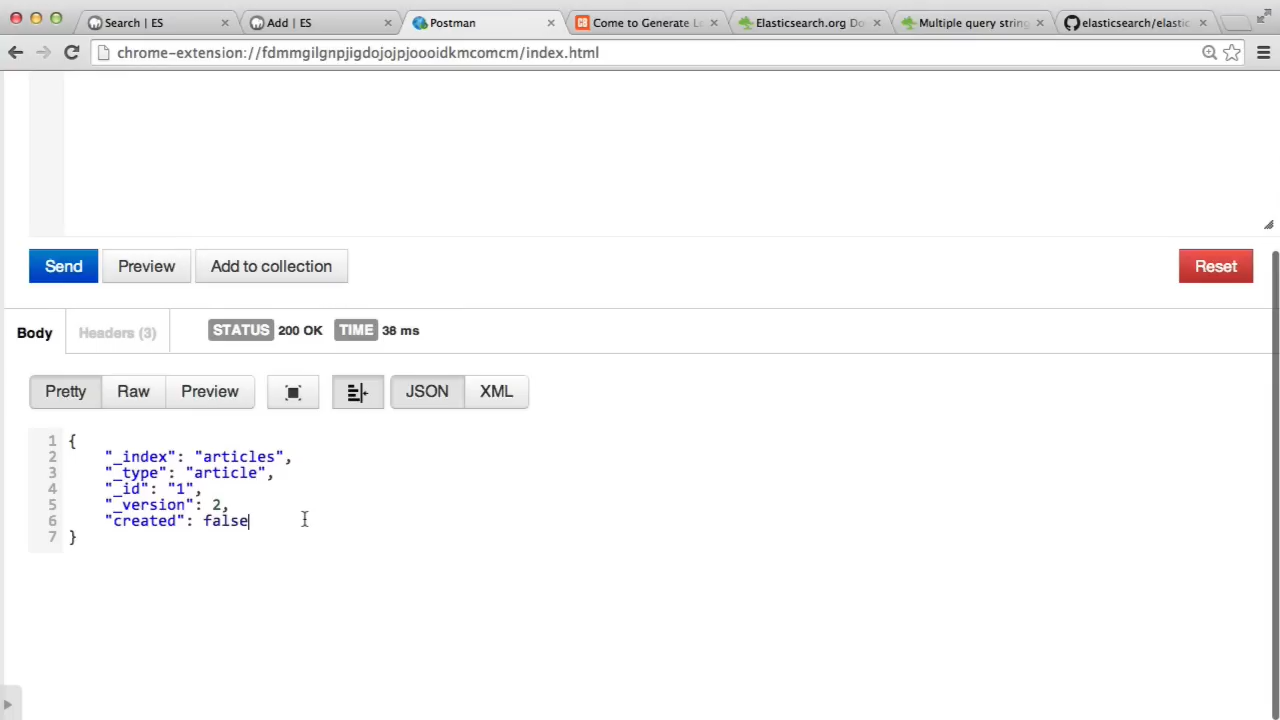 Search | ES
Add | ES
Postman
Come to Generate Le
Elasticsearch.org Do
Multiple query string
elasticsearch/elastic
chrome-extension://fdmmgilgnpjigdojojpjoooidkmcomcm/index.html
Send
Preview
Add to collection
Reset
Body
Headers (3)
STATUS 200 OK TIME 38 ms
Pretty
Raw
Preview
JSON
XML
1 {
2 "_index": "articles",
3 "_type": "article",
4 "_id": "1",
5 "_version": 2,
6 "created": false
7 }